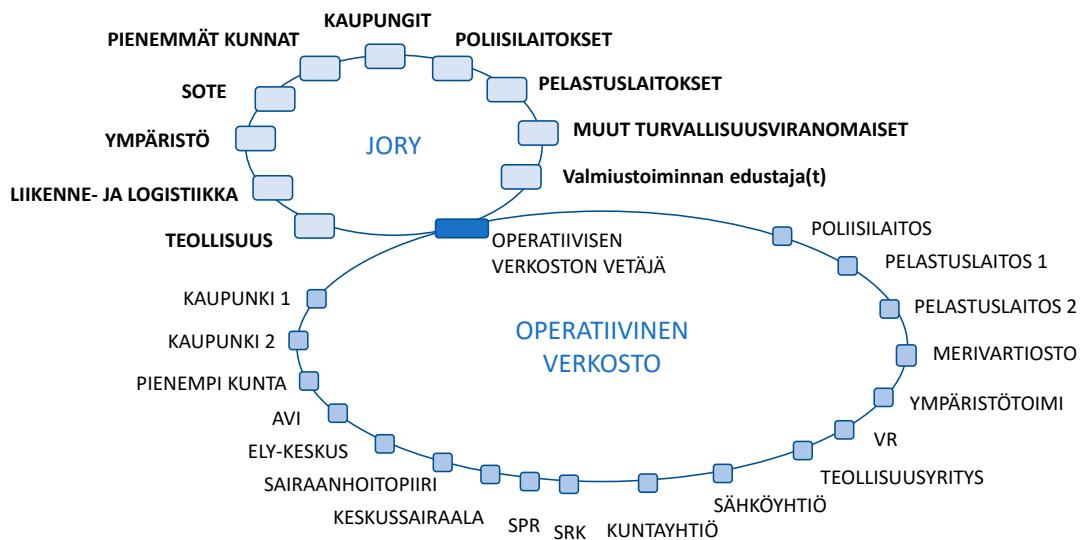 KAUPUNGIT
PIENEMMÄT KUNNAT
POLIISILAITOKSET
SOTE
PELASTUSLAITOKSET
YMPÄRISTÖ
JORY
MUUT TURVALLISUUSVIRANOMAISET
LIIKENNE- JA LOGISTIIKKA
Valmiustoiminnan edustaja(t)
TEOLLISUUS
OPERATIIVISEN
VERKOSTON VETÄJÄ
POLIISILAITOS
PELASTUSLAITOS 1
KAUPUNKI 1
PELASTUSLAITOS 2
OPERATIIVINEN
VERKOSTO
KAUPUNKI 2
MERIVARTIOSTO
PIENEMPI KUNTA
YMPÄRISTÖTOIMI
AVI
VR
ELY-KESKUS
TEOLLISUUSYRITYS
SAIRAANHOITOPIIRI
SÄHKÖYHTIÖ
KESKUSSAIRAALA
SPR
SRK
KUNTAYHTIÖ